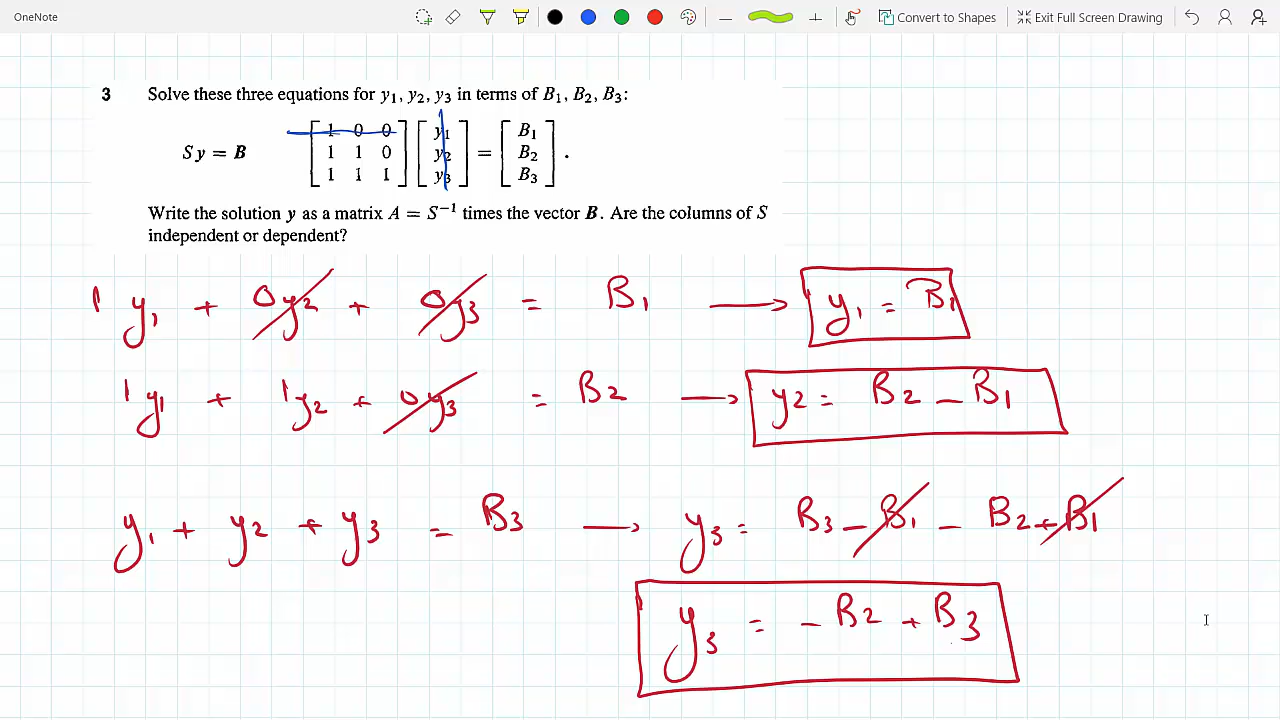 OneNote
Convert to Shapes
Exit Full Screen Drawing
3 Solve these three equations for y₁, y₂, y₃ in terms of B₁, B₂, B₃:
Sy = B [1 0 0; 1 1 0; 1 1 1] [y₁; y₂; y₃] = [B₁; B₂; B₃].
Write the solution y as a matrix A = S⁻¹ times the vector B. Are the columns of S
independent or dependent?
1 y₁ + 0y₂ + 0y₃ = B₁ → y₁ = B₁
1y₁ + 1y₂ + 0y₃ = B₂ → y₂ = B₂ - B₁
y₁ + y₂ + y₃ = B₃ → y₃ = B₃ - B₁ - B₂ + B₁
y₃ = - B₂ + B₃